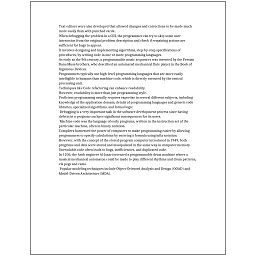 Text editors were also developed that allowed changes and corrections to be made much
more easily than with punched cards.
When debugging the problem in a GUI, the programmer can try to skip some user
interaction from the original problem description and check if remaining actions are
sufficient for bugs to appear.
It involves designing and implementing algorithms, step-by-step specifications of
procedures, by writing code in one or more programming languages.
As early as the 9th century, a programmable music sequencer was invented by the Persian
Banu Musa brothers, who described an automated mechanical flute player in the Book of
Ingenious Devices.
Programmers typically use high-level programming languages that are more easily
intelligible to humans than machine code, which is directly executed by the central
processing unit.
Techniques like Code refactoring can enhance readability.
However, readability is more than just programming style.
Proficient programming usually requires expertise in several different subjects, including
knowledge of the application domain, details of programming languages and generic code
libraries, specialized algorithms, and formal logic.
Debugging is a very important task in the software development process since having
defects in a program can have significant consequences for its users.
Machine code was the language of early programs, written in the instruction set of the
particular machine, often in binary notation.
Compilers harnessed the power of computers to make programming easier by allowing
programmers to specify calculations by entering a formula using infix notation.
However, with the concept of the stored-program computer introduced in 1949, both
programs and data were stored and manipulated in the same way in computer memory.
Unreadable code often leads to bugs, inefficiencies, and duplicated code.
In 1206, the Arab engineer Al-Jazari invented a programmable drum machine where a
musical mechanical automaton could be made to play different rhythms and drum patterns,
via pegs and cams.
Popular modeling techniques include Object-Oriented Analysis and Design (OOAD) and
Model-Driven Architecture (MDA).